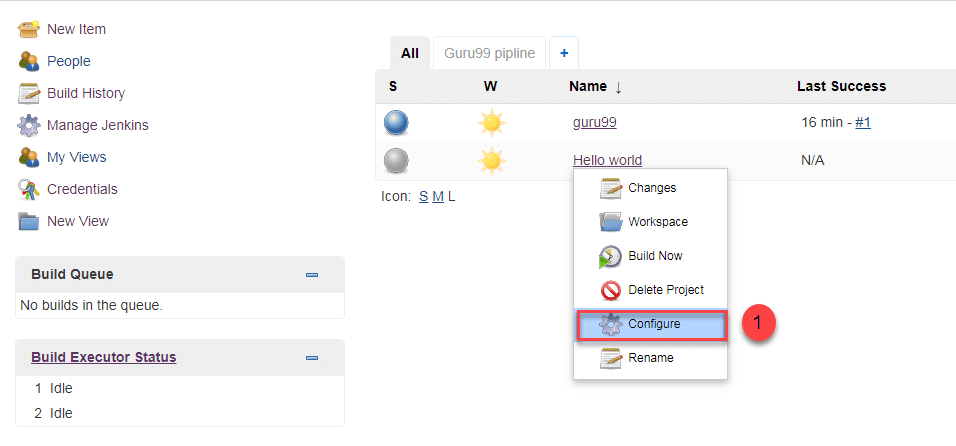 New Item
People
Build History
Manage Jenkins
My Views
Credentials
New View
Build Queue
No builds in the queue.
Build Executor Status
1 Idle
2 Idle
All Guru99 pipline +
S W Name ↓ Last Success
guru99 16 min - #1
Hello world N/A
Icon: S M L
Changes
Workspace
Build Now
Delete Project
Configure 1
Rename